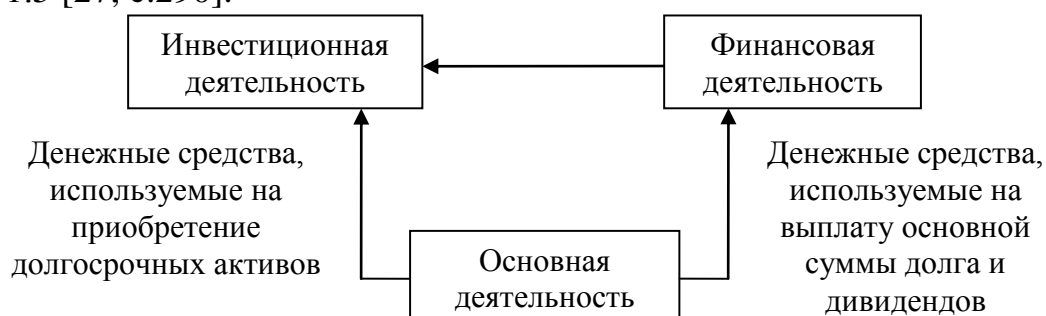 1.5 [27, с.296].
Инвестиционная
деятельность
Финансовая
деятельность
Денежные средства,
используемые на
приобретение
долгосрочных активов
Денежные средства,
используемые на
выплату основной
суммы долга и
дивидендов
Основная
деятельность